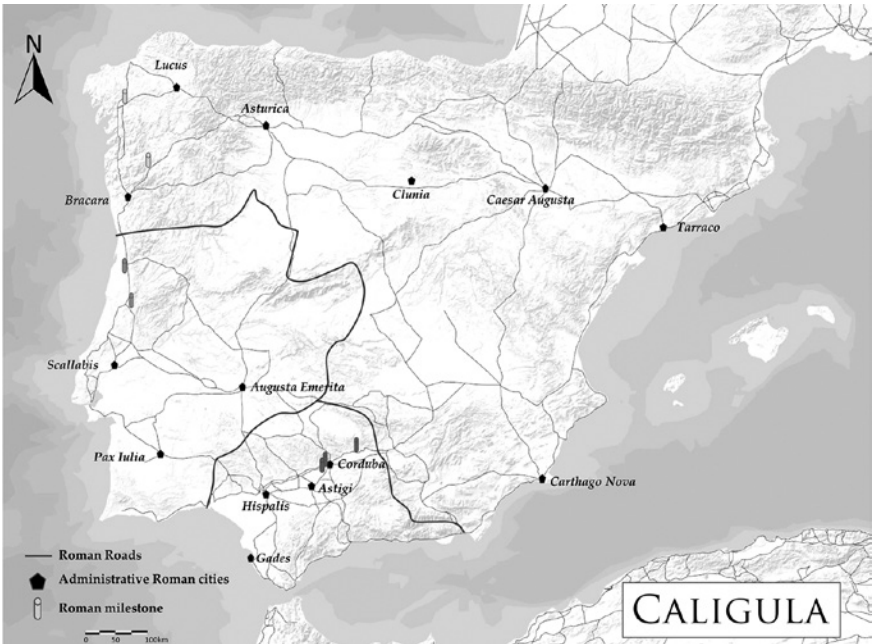 N
Lucus
Asturica
Bracara
Clunia
Caesar Augusta
Tarraco
Scallabis
Augusta Emerita
Pax Iulia
Corduba
Carthago Nova
Astigi
Hispalis
Gades
Roman Roads
Administrative Roman cities
Roman milestone
0 50 100km
CALIGULA